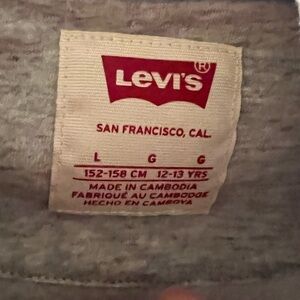 Levi's ®
SAN FRANCISCO, CAL.
L G G
152-158 CM 12-13 YRS
MADE IN CAMBODIA
FABRIQUÉ AU CAMBODGE
HECHO EN CAMBOYA